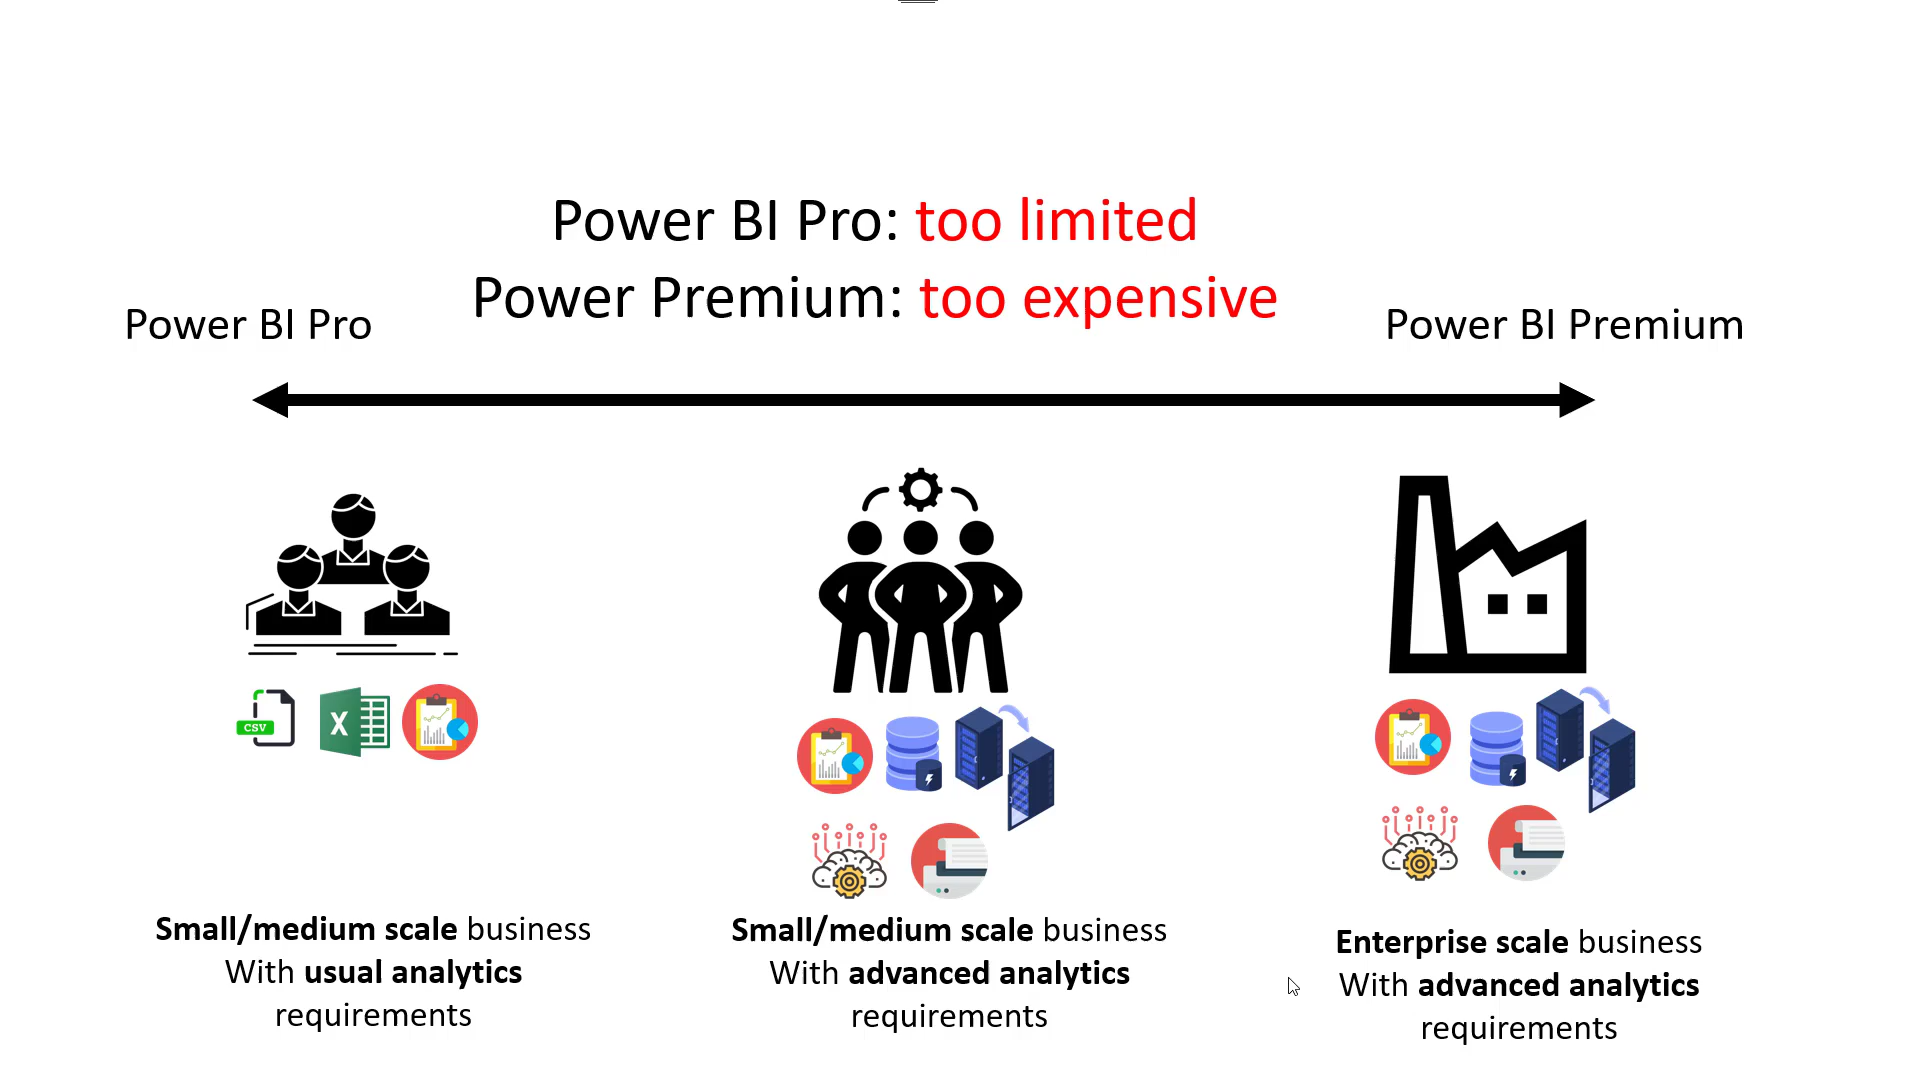 Power BI Pro: too limited
Power Premium: too expensive
Power BI Pro
Power BI Premium
CSV
X
Small/medium scale business
With usual analytics
requirements
Small/medium scale business
With advanced analytics
requirements
Enterprise scale business
With advanced analytics
requirements